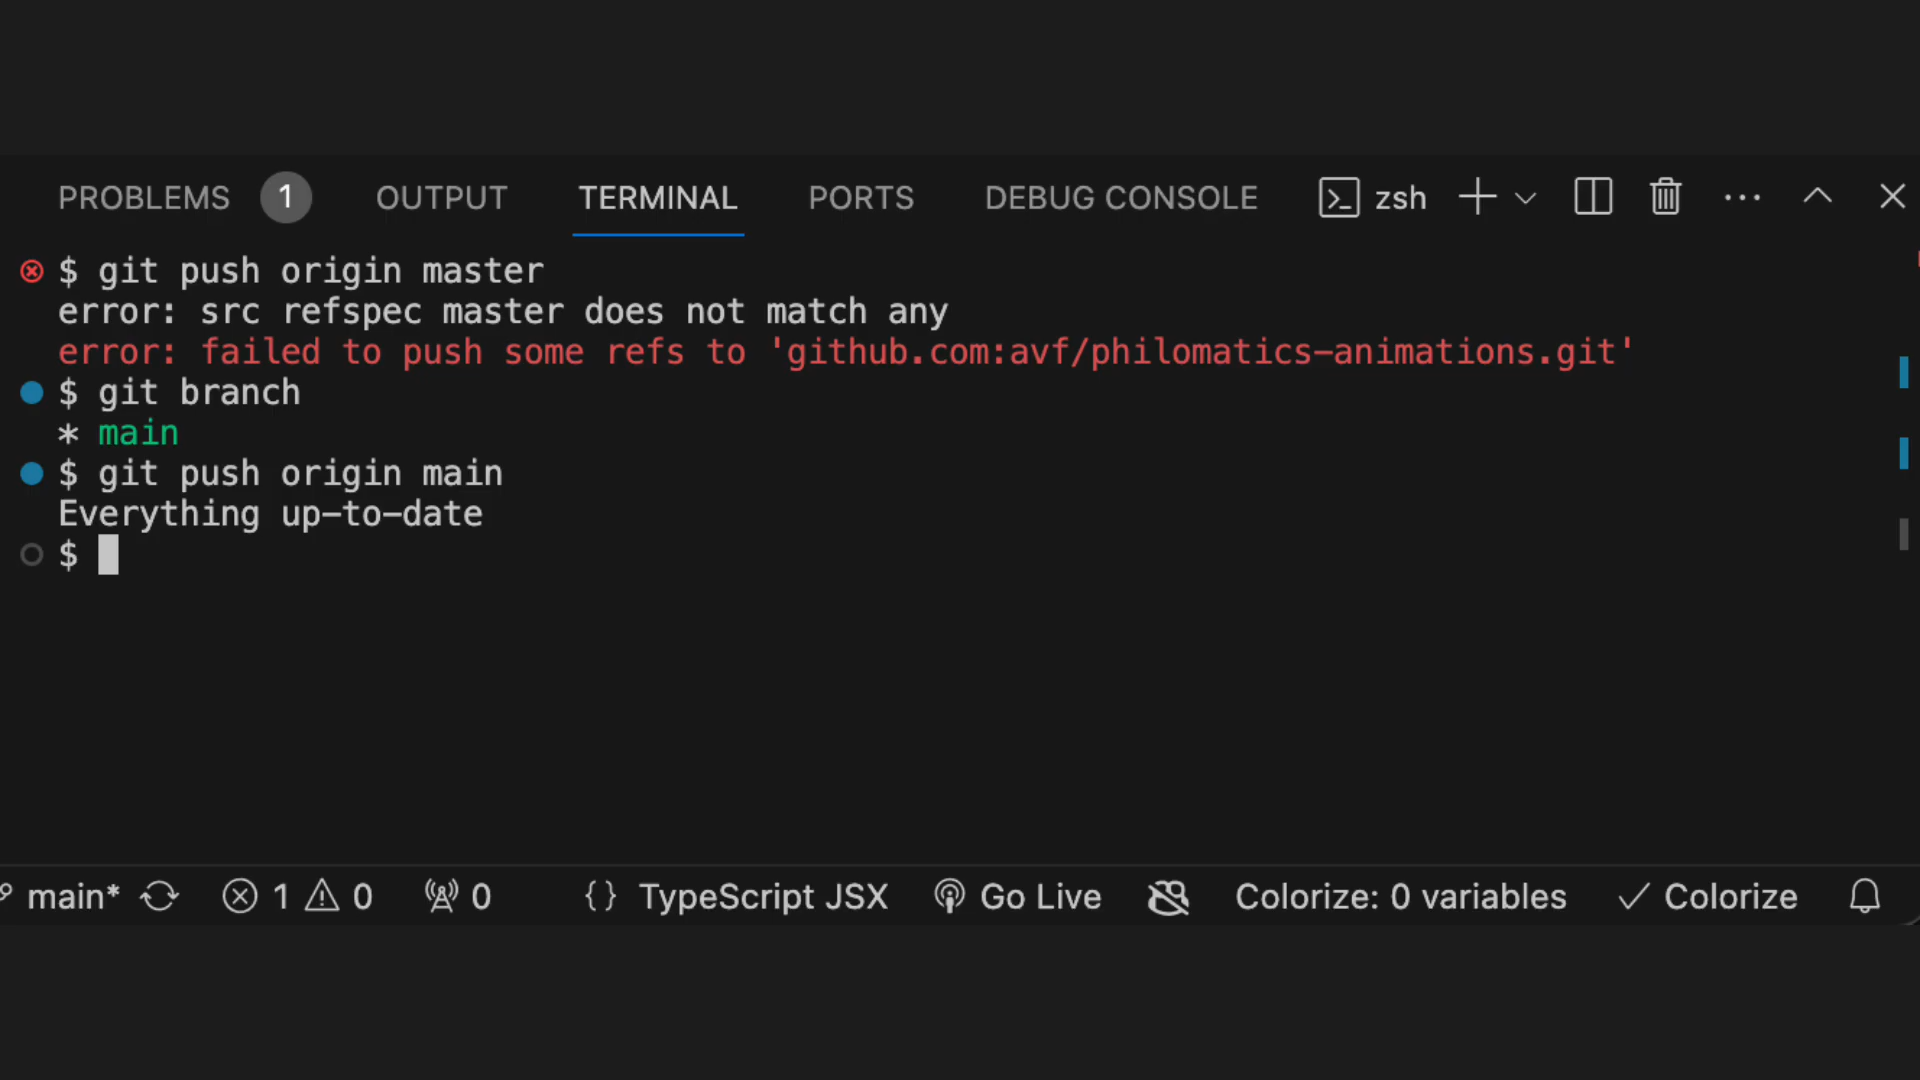 PROBLEMS 1 OUTPUT TERMINAL PORTS DEBUG CONSOLE zsh
$ git push origin master
error: src refspec master does not match any
error: failed to push some refs to 'github.com:avf/philomatics-animations.git'
$ git branch
* main
$ git push origin main
Everything up-to-date
$
main* 1 0 0 {} TypeScript JSX Go Live Colorize: 0 variables Colorize